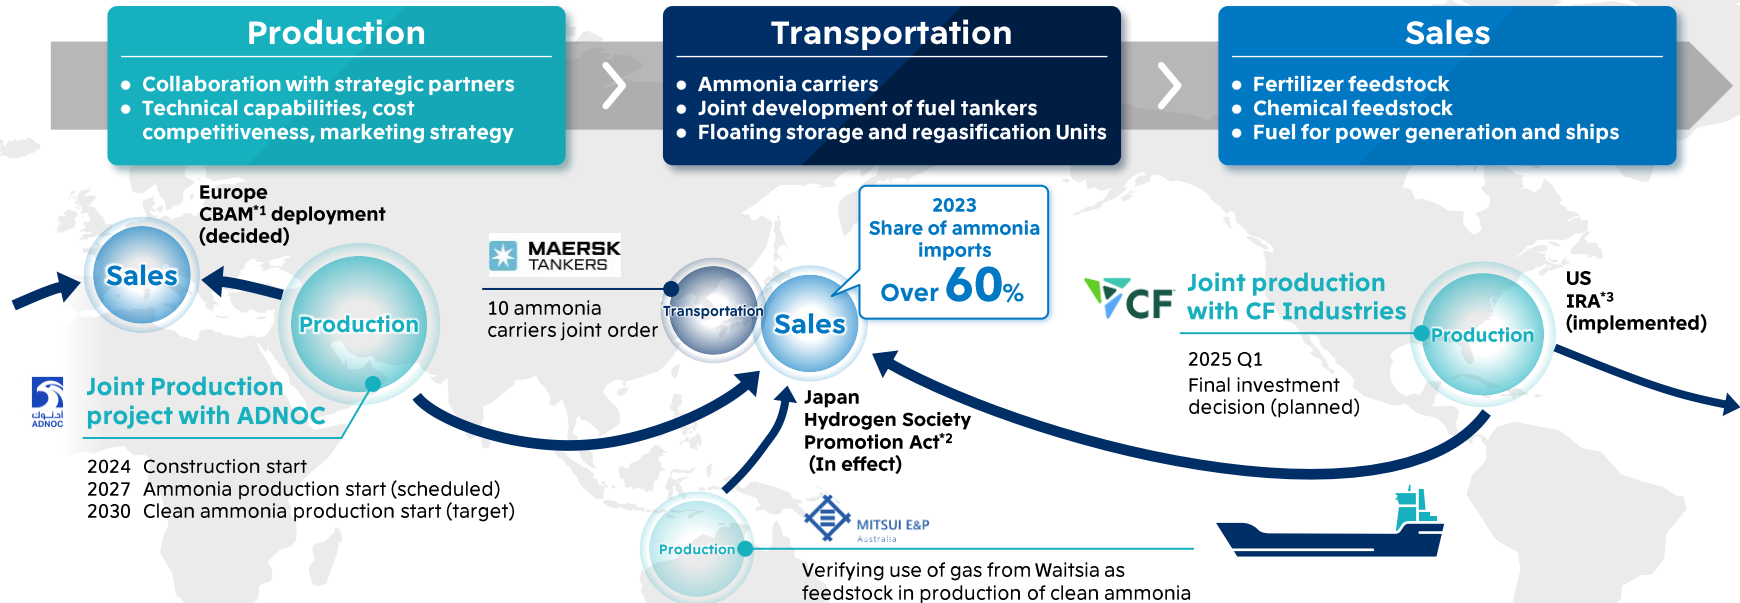 Production
• Collaboration with strategic partners
• Technical capabilities, cost
competitiveness, marketing strategy
Transportation
• Ammonia carriers
• Joint development of fuel tankers
• Floating storage and regasification Units
Sales
• Fertilizer feedstock
• Chemical feedstock
• Fuel for power generation and ships
Europe
CBAM*1 deployment
(decided)
Sales
Production
أدنوك
ADNOC
Joint Production
project with ADNOC
2024 Construction start
2027 Ammonia production start (scheduled)
2030 Clean ammonia production start (target)
MAERSK
TANKERS
10 ammonia
carriers joint order
Transportation
Sales
2023
Share of ammonia
imports
Over 60%
Japan
Hydrogen Society
Promotion Act*2
(In effect)
Production
MITSUI E&P
Australia
Verifying use of gas from Waitsia as
feedstock in production of clean ammonia
CF
Joint production
with CF Industries
2025 Q1
Final investment
decision (planned)
Production
US
IRA*3
(implemented)